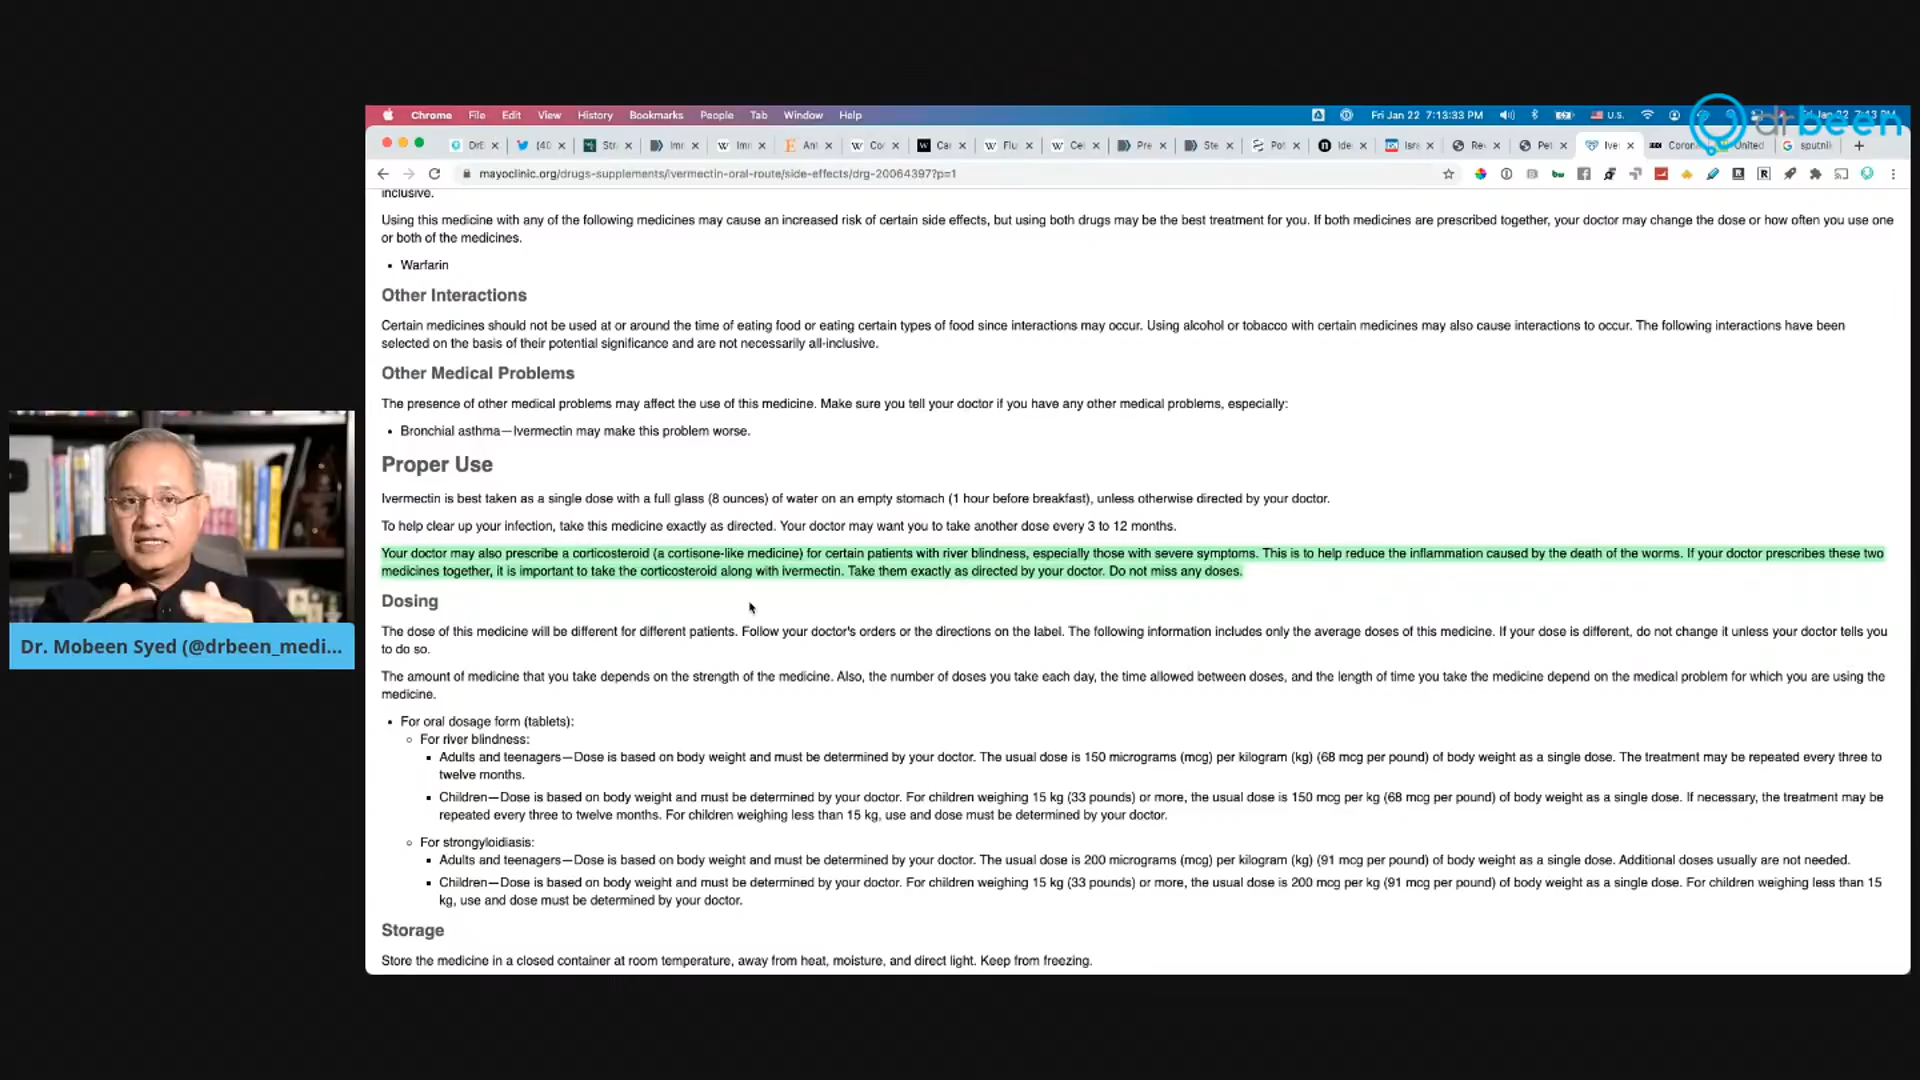 drbeen
Chrome File Edit View History Bookmarks People Tab Window Help U.S. Fri Jan 22 7:13:33 PM
DrB (40 Str Imr W Imr Ant W Co W Ca W Flu W Ce Pre Ste Pot Ide Isra Re Pet Ive Coron United sputni
mayoclinic.org/drugs-supplements/ivermectin-oral-route/side-effects/drg-20064397?p=1
inclusive.
Using this medicine with any of the following medicines may cause an increased risk of certain side effects, but using both drugs may be the best treatment for you. If both medicines are prescribed together, your doctor may change the dose or how often you use one
or both of the medicines.
• Warfarin
Other Interactions
Certain medicines should not be used at or around the time of eating food or eating certain types of food since interactions may occur. Using alcohol or tobacco with certain medicines may also cause interactions to occur. The following interactions have been
selected on the basis of their potential significance and are not necessarily all-inclusive.
Other Medical Problems
The presence of other medical problems may affect the use of this medicine. Make sure you tell your doctor if you have any other medical problems, especially:
• Bronchial asthma—Ivermectin may make this problem worse.
Proper Use
Ivermectin is best taken as a single dose with a full glass (8 ounces) of water on an empty stomach (1 hour before breakfast), unless otherwise directed by your doctor.
To help clear up your infection, take this medicine exactly as directed. Your doctor may want you to take another dose every 3 to 12 months.
Your doctor may also prescribe a corticosteroid (a cortisone-like medicine) for certain patients with river blindness, especially those with severe symptoms. This is to help reduce the inflammation caused by the death of the worms. If your doctor prescribes these two
medicines together, it is important to take the corticosteroid along with ivermectin. Take them exactly as directed by your doctor. Do not miss any doses.
Dosing
The dose of this medicine will be different for different patients. Follow your doctor's orders or the directions on the label. The following information includes only the average doses of this medicine. If your dose is different, do not change it unless your doctor tells you
to do so.
The amount of medicine that you take depends on the strength of the medicine. Also, the number of doses you take each day, the time allowed between doses, and the length of time you take the medicine depend on the medical problem for which you are using the
medicine.
• For oral dosage form (tablets):
○ For river blindness:
▪ Adults and teenagers—Dose is based on body weight and must be determined by your doctor. The usual dose is 150 micrograms (mcg) per kilogram (kg) (68 mcg per pound) of body weight as a single dose. The treatment may be repeated every three to
twelve months.
▪ Children—Dose is based on body weight and must be determined by your doctor. For children weighing 15 kg (33 pounds) or more, the usual dose is 150 mcg per kg (68 mcg per pound) of body weight as a single dose. If necessary, the treatment may be
repeated every three to twelve months. For children weighing less than 15 kg, use and dose must be determined by your doctor.
○ For strongyloidiasis:
▪ Adults and teenagers—Dose is based on body weight and must be determined by your doctor. The usual dose is 200 micrograms (mcg) per kilogram (kg) (91 mcg per pound) of body weight as a single dose. Additional doses usually are not needed.
▪ Children—Dose is based on body weight and must be determined by your doctor. For children weighing 15 kg (33 pounds) or more, the usual dose is 200 mcg per kg (91 mcg per pound) of body weight as a single dose. For children weighing less than 15
kg, use and dose must be determined by your doctor.
Storage
Store the medicine in a closed container at room temperature, away from heat, moisture, and direct light. Keep from freezing.
Dr. Mobeen Syed (@drbeen_medi...